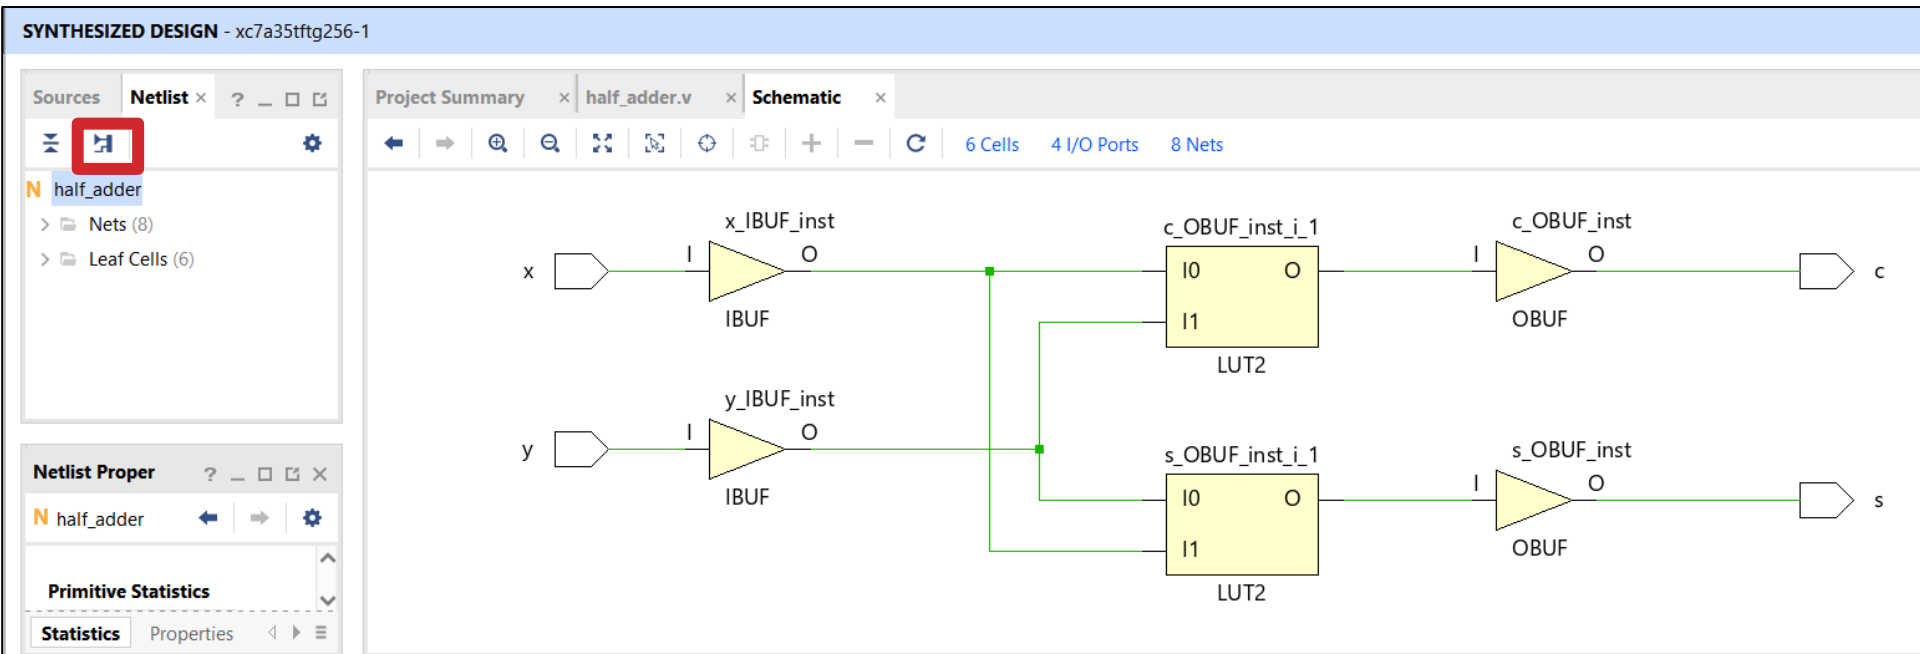 SYNTHESIZED DESIGN - xc7a35tftg256-1
Sources Netlist × ?
Project Summary × half_adder.v × Schematic ×
6 Cells 4 I/O Ports 8 Nets
N half_adder
Nets (8)
Leaf Cells (6)
x_IBUF_inst
c_OBUF_inst_i_1
c_OBUF_inst
I O
I O
x
I0 O
c
I1
IBUF
OBUF
LUT2
y_IBUF_inst
I O
y
s_OBUF_inst_i_1
s_OBUF_inst
I O
IBUF
I0 O
s
I1
OBUF
LUT2
Netlist Proper ?
N half_adder
Primitive Statistics
Statistics Properties